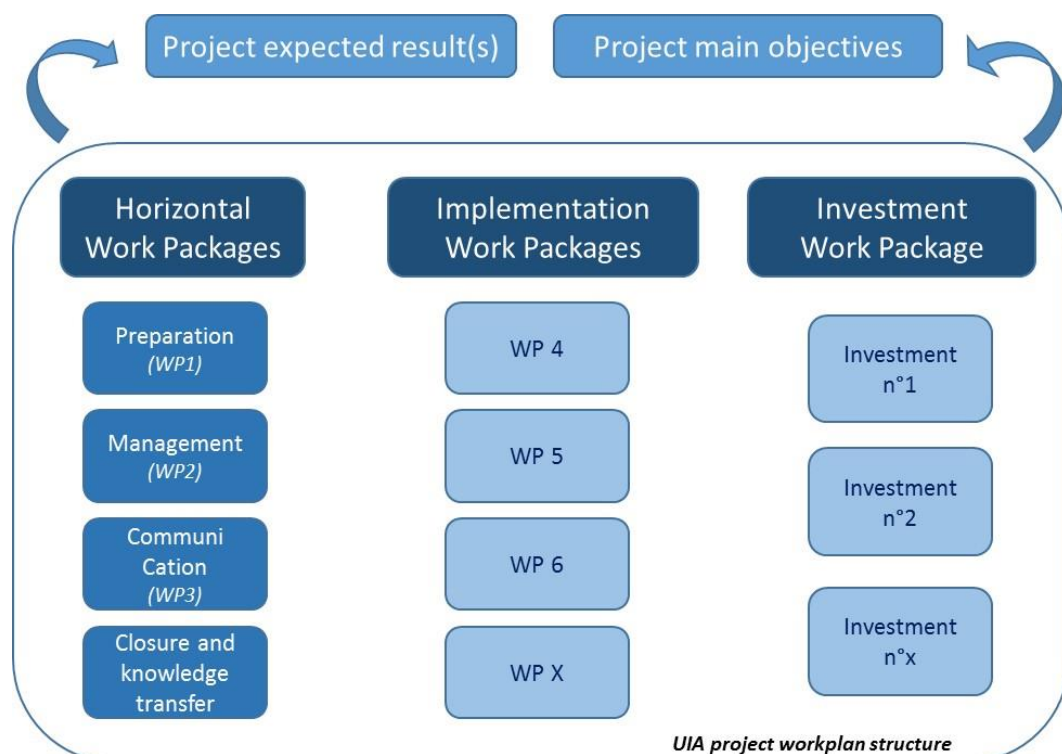 Project expected result(s)
Project main objectives
Horizontal
Work Packages
Implementation
Work Packages
Investment
Work Package
Preparation
(WP1)
Management
(WP2)
Communi
Cation
(WP3)
Closure and
knowledge
transfer
WP 4
WP 5
WP 6
WP X
Investment
n°1
Investment
n°2
Investment
n°x
UIA project workplan structure